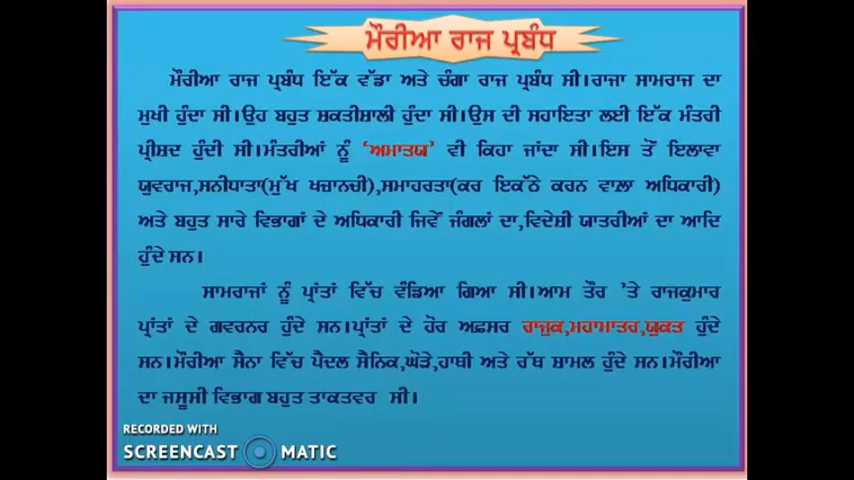 ਮੌਰੀਆ ਰਾਜ ਪ੍ਰਬੰਧ
ਮੌਰੀਆ ਰਾਜ ਪ੍ਰਬੰਧ ਇੱਕ ਵੱਡਾ ਅਤੇ ਚੰਗਾ ਰਾਜ ਪ੍ਰਬੰਧ ਸੀ।ਰਾਜਾ ਸਾਮਰਾਜ ਦਾ
ਮੁਖੀ ਹੁੰਦਾ ਸੀ।ਉਹ ਬਹੁਤ ਸ਼ਕਤੀਸ਼ਾਲੀ ਹੁੰਦਾ ਸੀ।ਉਸ ਦੀ ਸਹਾਇਤਾ ਲਈ ਇੱਕ ਮੰਤਰੀ
ਪ੍ਰੀਸ਼ਦ ਹੁੰਦੀ ਸੀ।ਮੰਤਰੀਆਂ ਨੂੰ ‘ਅਮਾਤਯ’ ਵੀ ਕਿਹਾ ਜਾਂਦਾ ਸੀ।ਇਸ ਤੋਂ ਇਲਾਵਾ
ਯੁਵਰਾਜ,ਸਨੀਧਾਤਾ(ਮੁੱਖ ਖਜ਼ਾਨਚੀ),ਸਮਾਹਰਤਾ(ਕਰ ਇਕੱਠੇ ਕਰਨ ਵਾਲਾ ਅਧਿਕਾਰੀ)
ਅਤੇ ਬਹੁਤ ਸਾਰੇ ਵਿਭਾਗਾਂ ਦੇ ਅਧਿਕਾਰੀ ਜਿਵੇਂ ਜੰਗਲਾਂ ਦਾ,ਵਿਦੇਸ਼ੀ ਯਾਤਰੀਆਂ ਦਾ ਆਦਿ
ਹੁੰਦੇ ਸਨ।
ਸਾਮਰਾਜਾਂ ਨੂੰ ਪ੍ਰਾਂਤਾਂ ਵਿੱਚ ਵੰਡਿਆ ਗਿਆ ਸੀ।ਆਮ ਤੌਰ ’ਤੇ ਰਾਜਕੁਮਾਰ
ਪ੍ਰਾਂਤਾਂ ਦੇ ਗਵਰਨਰ ਹੁੰਦੇ ਸਨ।ਪ੍ਰਾਂਤਾਂ ਦੇ ਹੋਰ ਅਫ਼ਸਰ ਰਾਜੁਕ,ਮਹਾਮਾਤਰ,ਯੁਕਤ ਹੁੰਦੇ
ਸਨ।ਮੌਰੀਆ ਸੈਨਾ ਵਿੱਚ ਪੈਦਲ ਸੈਨਿਕ,ਘੋੜੇ,ਹਾਥੀ ਅਤੇ ਰੱਥ ਸ਼ਾਮਲ ਹੁੰਦੇ ਸਨ।ਮੌਰੀਆ
ਦਾ ਜਸੂਸੀ ਵਿਭਾਗ ਬਹੁਤ ਤਾਕਤਵਰ ਸੀ।
RECORDED WITH
SCREENCAST MATIC